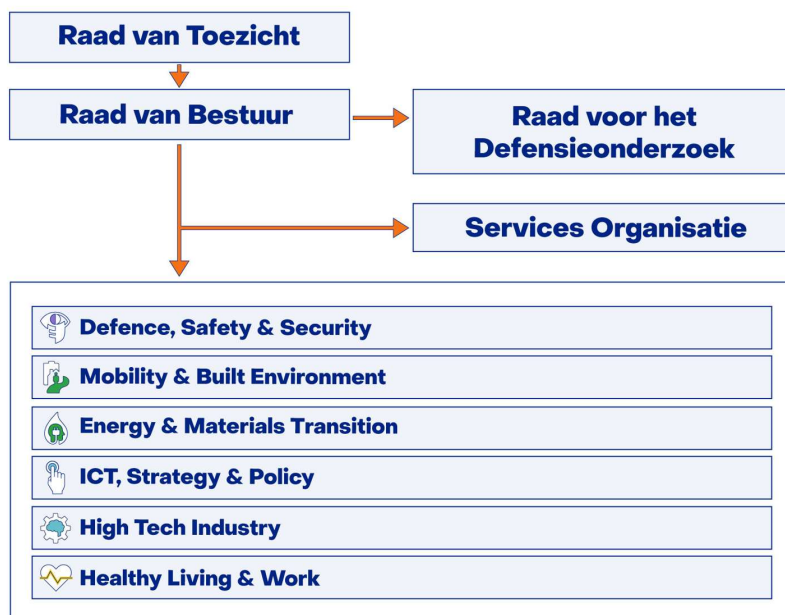 Raad van Toezicht
Raad van Bestuur
Raad voor het
Defensieonderzoek
Services Organisatie
Defence, Safety & Security
Mobility & Built Environment
Energy & Materials Transition
ICT, Strategy & Policy
High Tech Industry
Healthy Living & Work